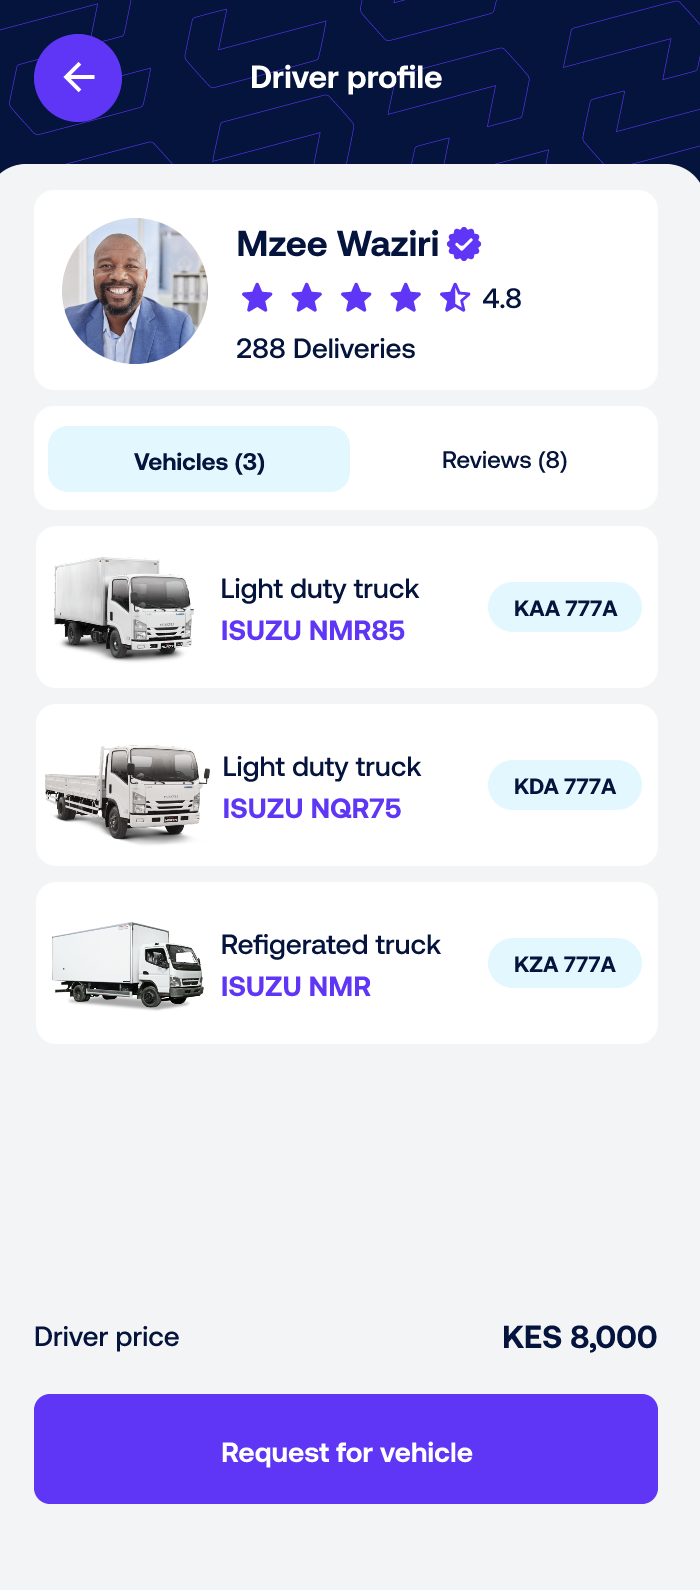 Driver profile
Mzee Waziri
4.8
288 Deliveries
Vehicles (3)
Reviews (8)
Light duty truck
ISUZU NMR85
KAA 777A
Light duty truck
ISUZU NQR75
KDA 777A
Refigerated truck
ISUZU NMR
KZA 777A
Driver price
KES 8,000
Request for vehicle